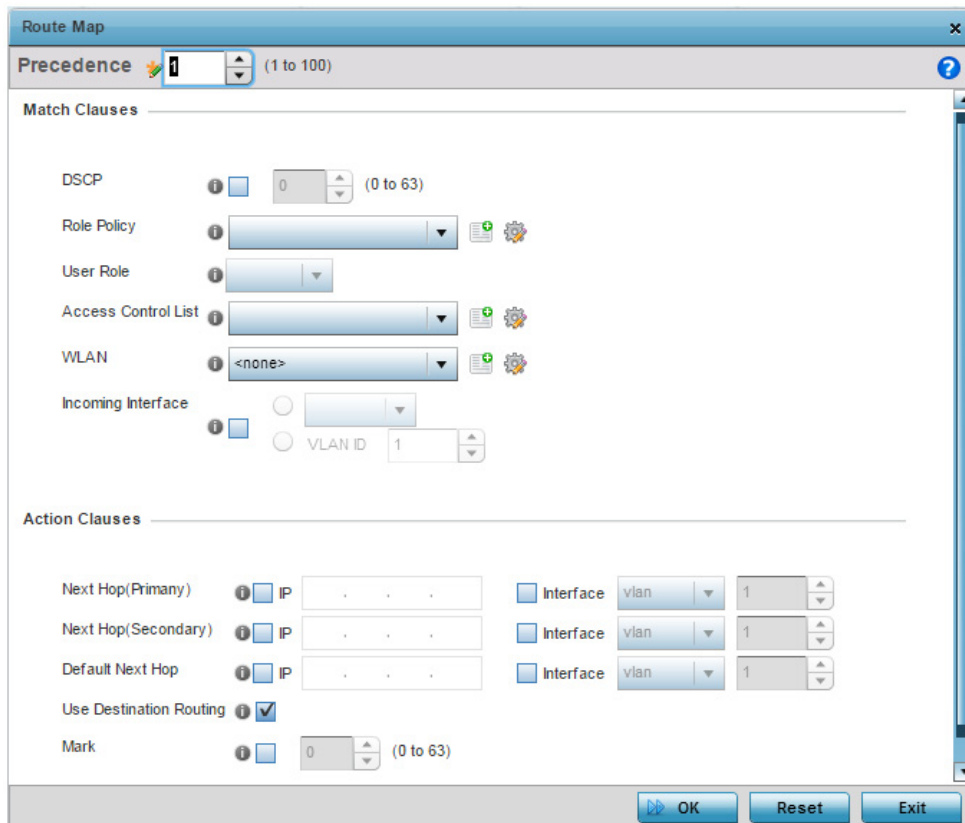 Route Map
Precedence 1 (1 to 100)
Match Clauses
DSCP 0 (0 to 63)
Role Policy
User Role
Access Control List
WLAN <none>
Incoming Interface
VLAN ID 1
Action Clauses
Next Hop(Primany) IP . . . Interface vlan 1
Next Hop(Secondary) IP . . . Interface vlan 1
Default Next Hop IP . . . Interface vlan 1
Use Destination Routing
Mark 0 (0 to 63)
OK Reset Exit